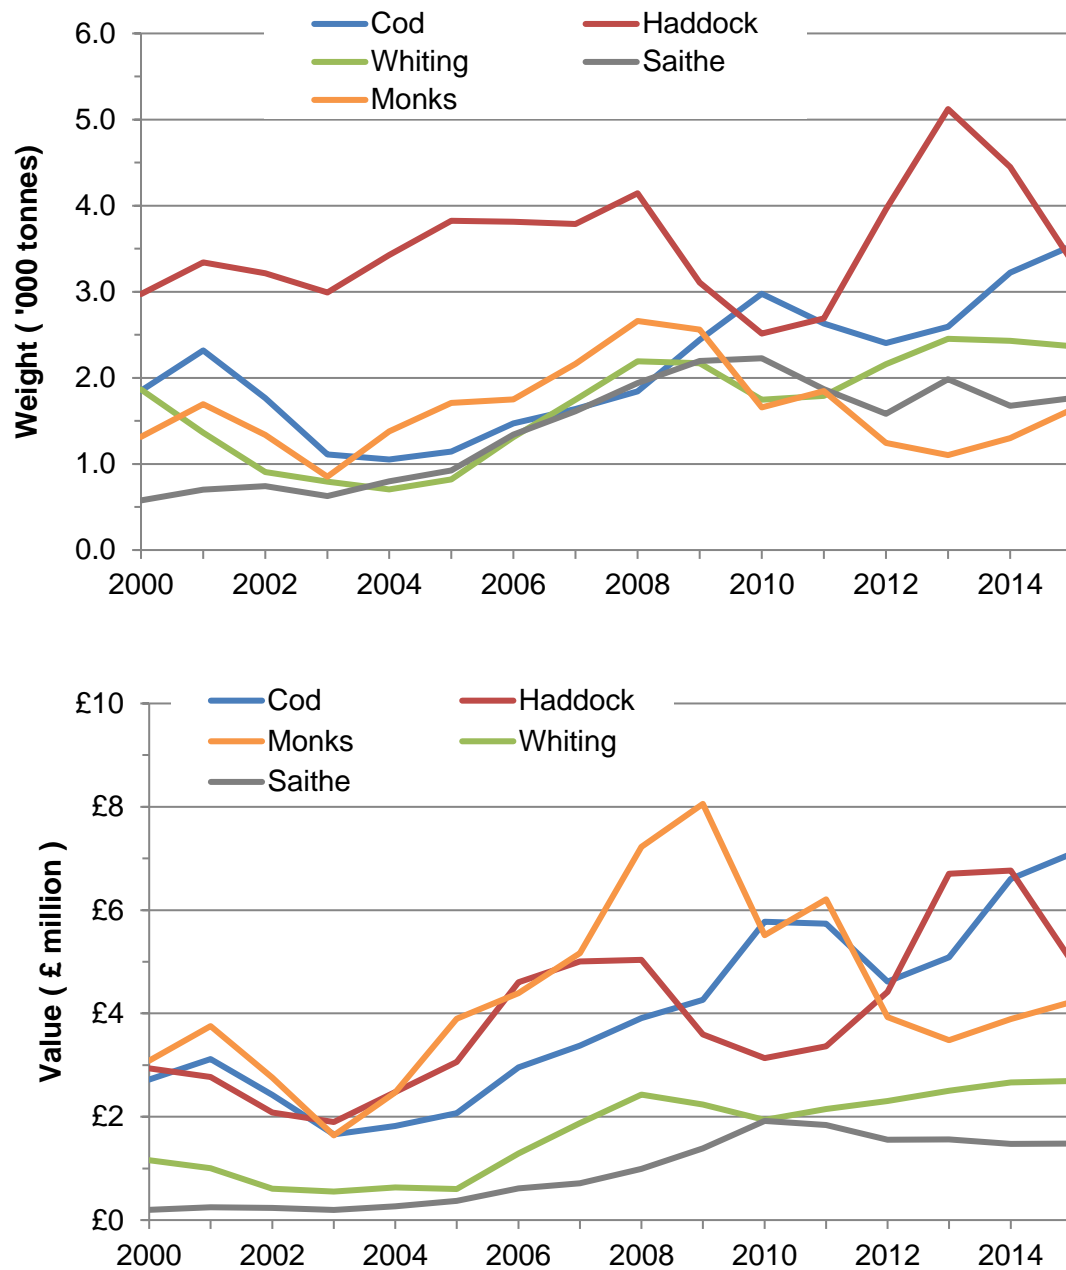 Cod Haddock
Whiting Saithe
Monks
6.0
5.0
4.0
3.0
2.0
1.0
0.0
Weight ( '000 tonnes)
2000 2002 2004 2006 2008 2010 2012 2014
Cod Haddock
Monks Whiting
Saithe
£10
£8
£6
£4
£2
£0
Value ( £ million )
2000 2002 2004 2006 2008 2010 2012 2014